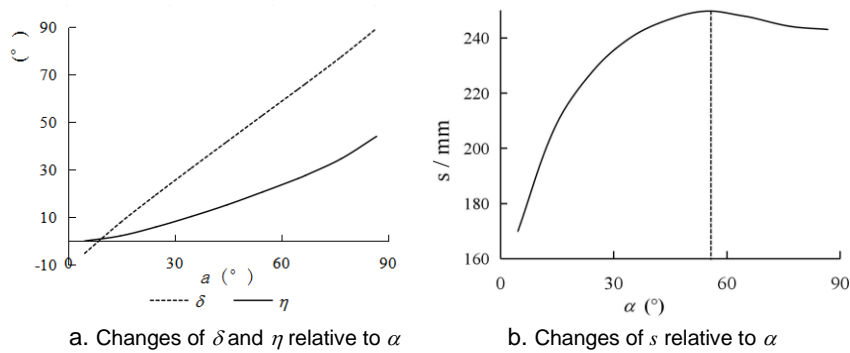 90
70
50
30
10
-10
(°)
0
30
60
90
a (°)
δ
η
a. Changes of δ and η relative to α
240
220
200
180
160
s / mm
0
30
60
90
α (°)
b. Changes of s relative to α